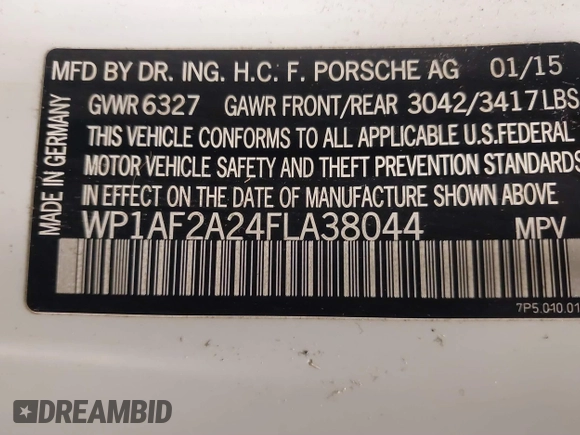 MFD BY DR. ING. H.C. F. PORSCHE AG 01/15
GWWR 6327 GAWR FRONT/REAR 3042/3417 LBS
THIS VEHICLE CONFORMS TO ALL APPLICABLE U.S.FEDERAL
MOTOR VEHICLE SAFETY AND THEFT PREVENTION STANDARDS
IN EFFECT ON THE DATE OF MANUFACTURE SHOWN ABOVE
WP1AF2A24FLA38044 MPV
MADE IN GERMANY
7P5.010.01
DREAMBID